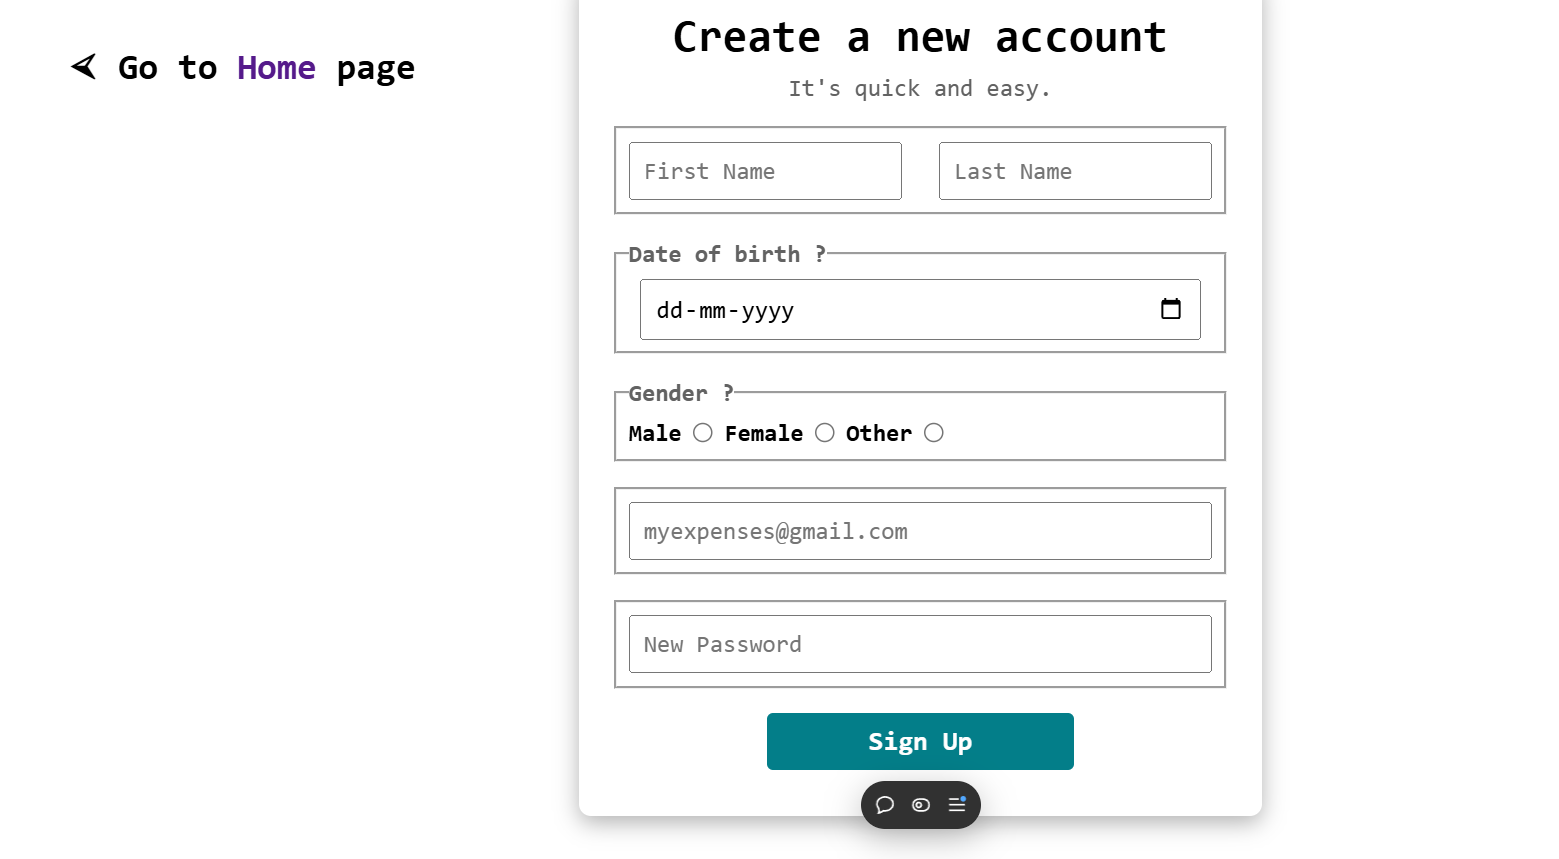 ⮜ Go to Home page
Create a new account
It's quick and easy.
First Name Last Name
Date of birth ?
dd-mm-yyyy
Gender ?
Male Female Other
myexpenses@gmail.com
New Password
Sign Up